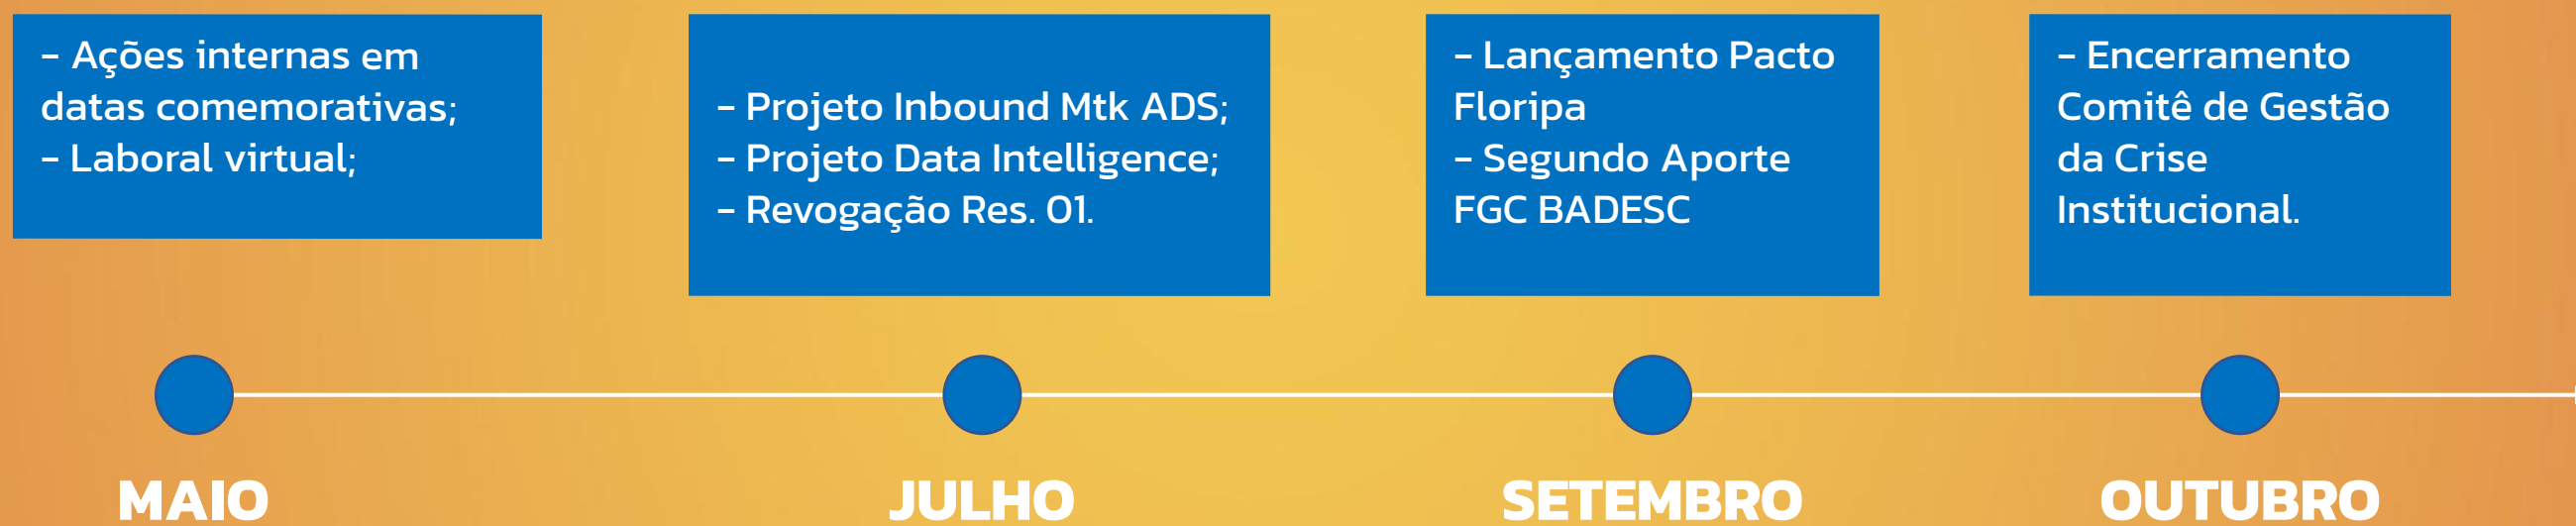 - Ações internas em
datas comemorativas;
- Laboral virtual;
- Projeto Inbound Mtk ADS;
- Projeto Data Intelligence;
- Revogação Res. 01.
- Lançamento Pacto
Floripa
- Segundo Aporte
FGC BADESC
- Encerramento
Comitê de Gestão
da Crise
Institucional.
MAIO
JULHO
SETEMBRO
OUTUBRO